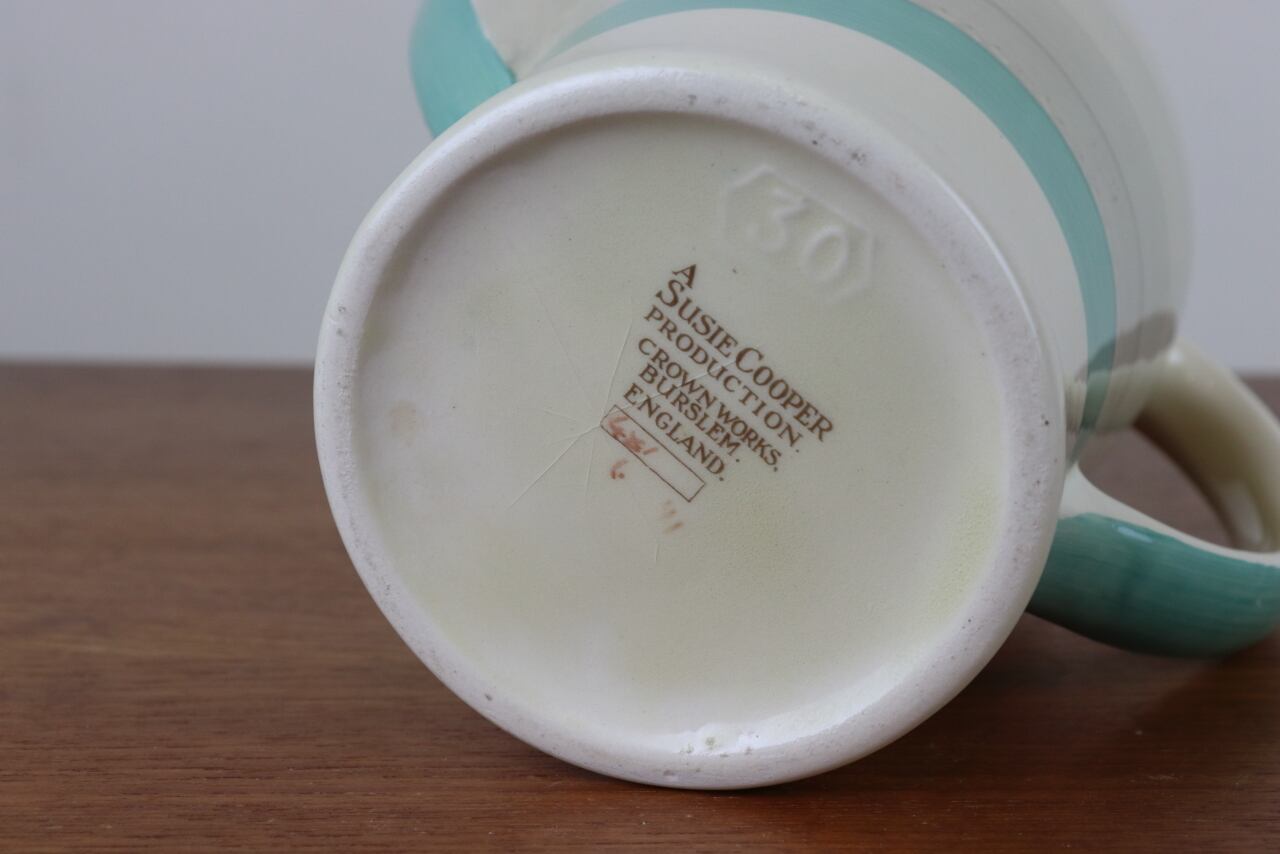 30
A
SUSIE COOPER
PRODUCTION.
CROWN WORKS.
BURSLEM.
ENGLAND.